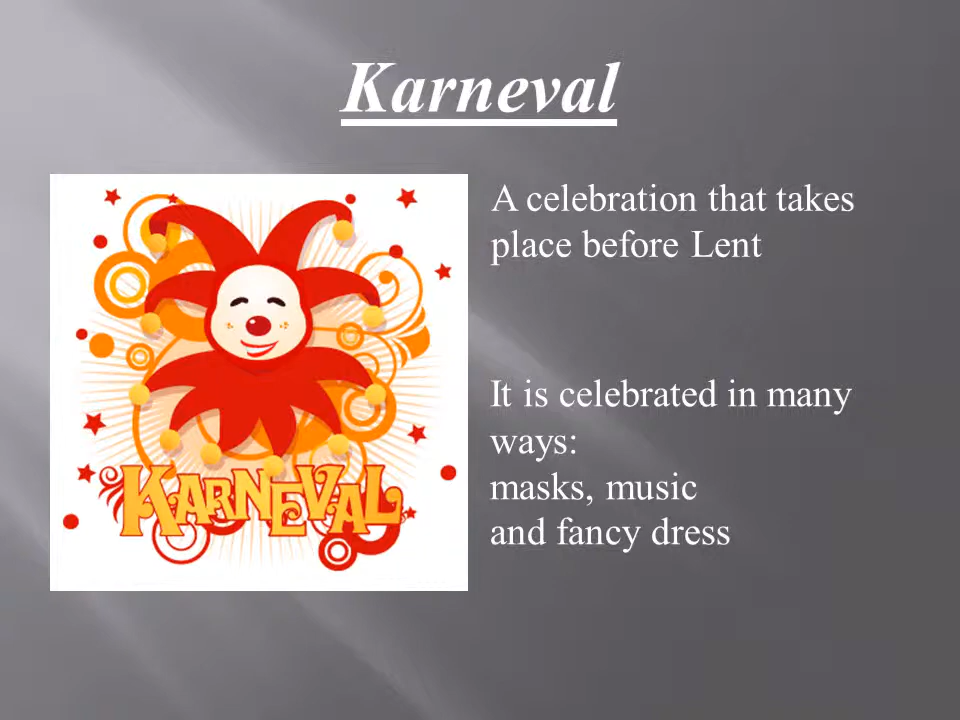 Karneval
A celebration that takes
place before Lent
It is celebrated in many
ways:
masks, music
and fancy dress
KARNEVAL